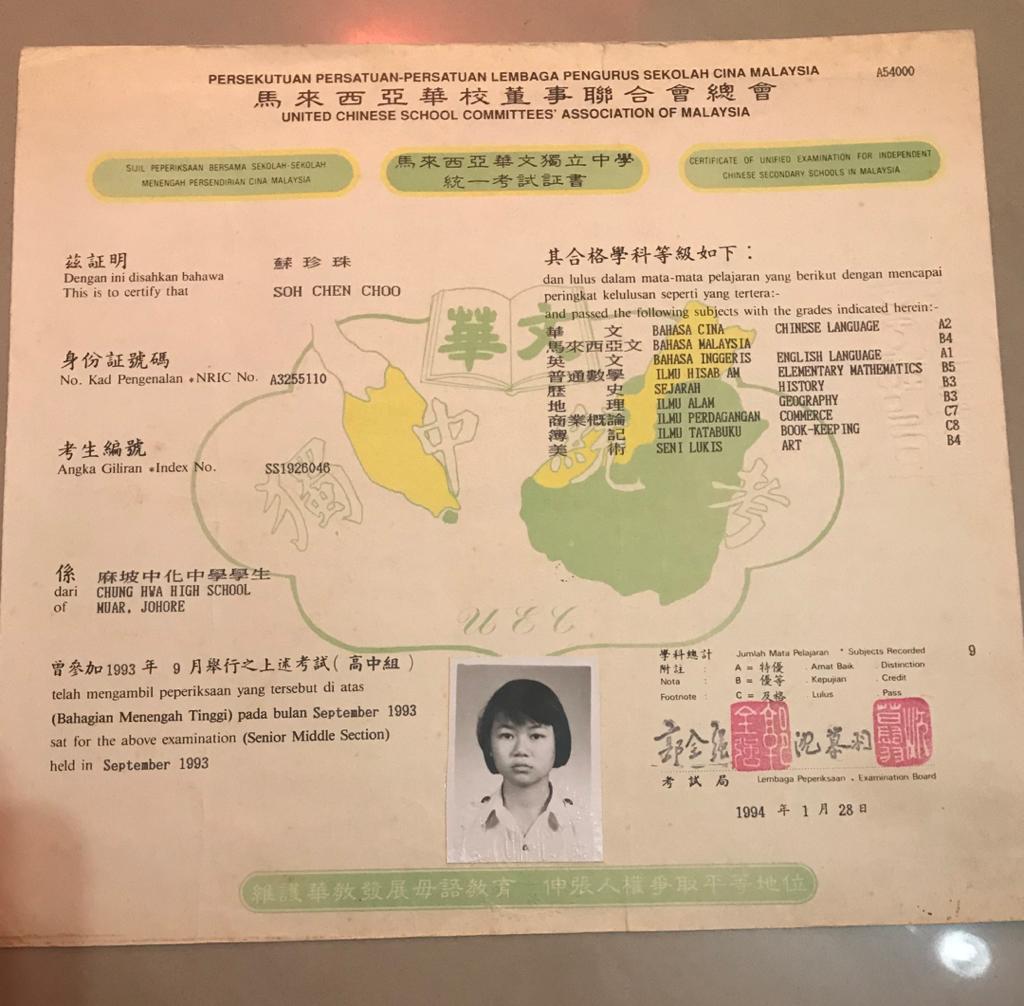 PERSEKUTUAN PERSATUAN-PERSATUAN LEMBAGA PENGURUS SEKOLAH CINA MALAYSIA
A54000
馬來西亞華校董事聯合會總會
UNITED CHINESE SCHOOL COMMITTEES' ASSOCIATION OF MALAYSIA
SIJIL PEPERIKSAAN BERSAMA SEKOLAH-SEKOLAH
MENENGAH PERSENDIRIAN CINA MALAYSIA
馬來西亞華文獨立中學
統一考試証書
CERTIFICATE OF UNIFIED EXAMINATION FOR INDEPENDENT
CHINESE SECONDARY SCHOOLS IN MALAYSIA
茲証明 蘇珍珠
Dengan ini disahkan bahawa
This is to certify that SOH CHEN CHOO
身份証號碼
No. Kad Pengenalan *NRIC No. A3255110
考生編號
Angka Giliran *Index No. SS1926046
係 麻坡中化中學學生
dari CHUNG HWA HIGH SCHOOL
of MUAR, JOHORE
曾參加1993 年 9 月舉行之上述考試(高中組)
telah mengambil peperiksaan yang tersebut di atas
(Bahagian Menengah Tinggi) pada bulan September 1993
sat for the above examination (Senior Middle Section)
held in September 1993
其合格學科等級如下：
dan lulus dalam mata-mata pelajaran yang berikut dengan mencapai
peringkat kelulusan seperti yang tertera:-
and passed the following subjects with the grades indicated herein:-
華 文 BAHASA CINA CHINESE LANGUAGE A2
馬來西亞文 BAHASA MALAYSIA B4
英 文 BAHASA INGGERIS ENGLISH LANGUAGE A1
普通數學 ILMU HISAB AM ELEMENTARY MATHEMATICS B5
歷 史 SEJARAH HISTORY B3
地 理 ILMU ALAM GEOGRAPHY B3
商業概論 ILMU PERDAGANGAN COMMERCE C7
簿 記 ILMU TATABUKU BOOK-KEEPING C8
美 術 SENI LUKIS ART B4
華文
獨中統考
UEC
學科總計 Jumlah Mata Pelajaran * Subjects Recorded 9
附註 : A = 特優 . Amat Baik . Distinction
Nota : B = 優等 . Kepujian . Credit
Footnote : C = 及格 . Lulus . Pass
郭全强 沈慕羽
考試局 Lembaga Peperiksaan . Examination Board
1994 年 1 月 28 日
維護華教發展母語教育 伸張人權爭取平等地位